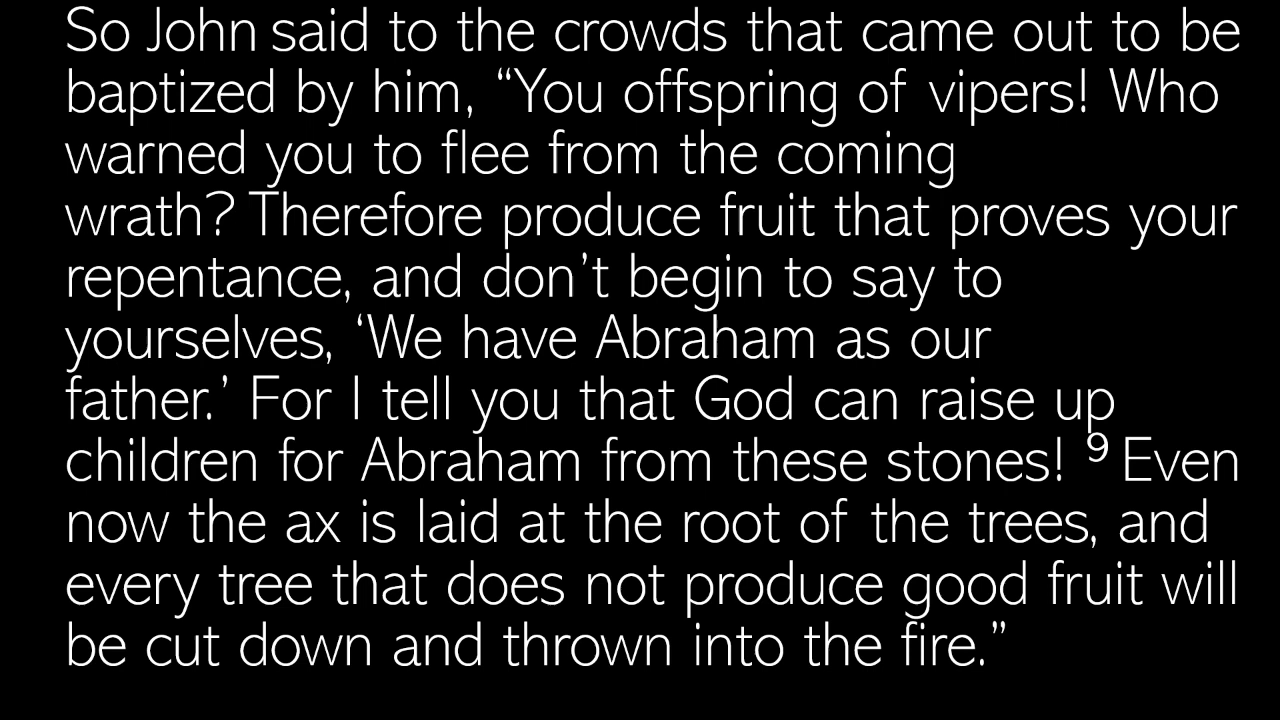 So John said to the crowds that came out to be
baptized by him, “You offspring of vipers! Who
warned you to flee from the coming
wrath? Therefore produce fruit that proves your
repentance, and don’t begin to say to
yourselves, ‘We have Abraham as our
father.’ For I tell you that God can raise up
children for Abraham from these stones! ⁹ Even
now the ax is laid at the root of the trees, and
every tree that does not produce good fruit will
be cut down and thrown into the fire.”